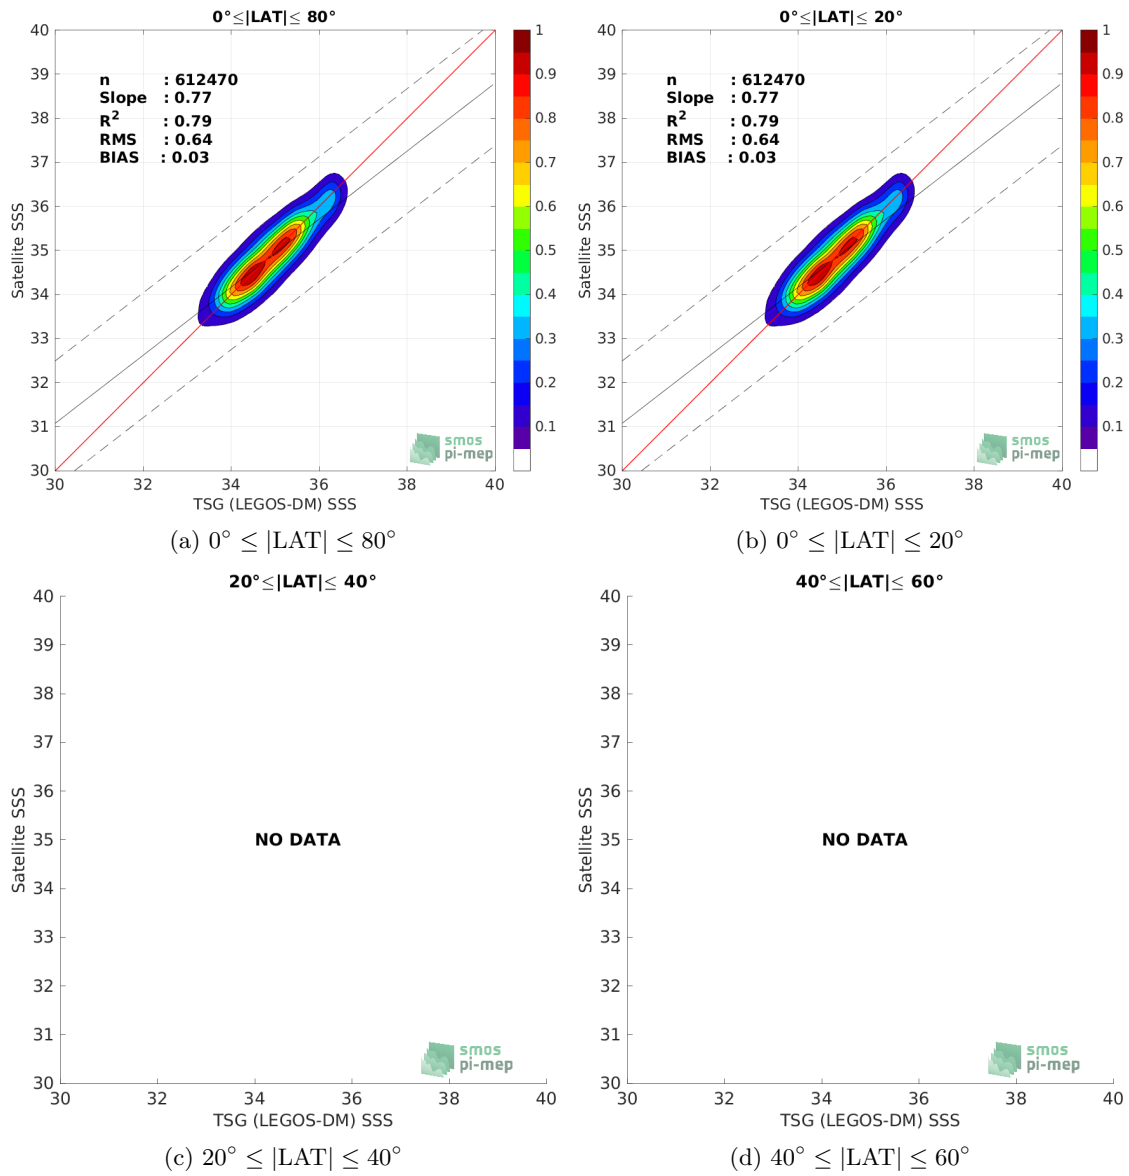 0°≤|LAT|≤ 80°
40
39
38
37
36
35
34
33
32
31
30
Satellite SSS
n : 612470
Slope : 0.77
R2 : 0.79
RMS : 0.64
BIAS : 0.03
1
0.9
0.8
0.7
0.6
0.5
0.4
0.3
0.2
0.1
smos
pi-mep
30 32 34 36 38 40
TSG (LEGOS-DM) SSS
(a) 0° ≤ |LAT| ≤ 80°
0°≤|LAT|≤ 20°
40
39
38
37
36
35
34
33
32
31
30
Satellite SSS
n : 612470
Slope : 0.77
R2 : 0.79
RMS : 0.64
BIAS : 0.03
1
0.9
0.8
0.7
0.6
0.5
0.4
0.3
0.2
0.1
smos
pi-mep
30 32 34 36 38 40
TSG (LEGOS-DM) SSS
(b) 0° ≤ |LAT| ≤ 20°
20°≤|LAT|≤ 40°
40
39
38
37
36
35
34
33
32
31
30
Satellite SSS
NO DATA
smos
pi-mep
30 32 34 36 38 40
TSG (LEGOS-DM) SSS
(c) 20° ≤ |LAT| ≤ 40°
40°≤|LAT|≤ 60°
40
39
38
37
36
35
34
33
32
31
30
Satellite SSS
NO DATA
smos
pi-mep
30 32 34 36 38 40
TSG (LEGOS-DM) SSS
(d) 40° ≤ |LAT| ≤ 60°